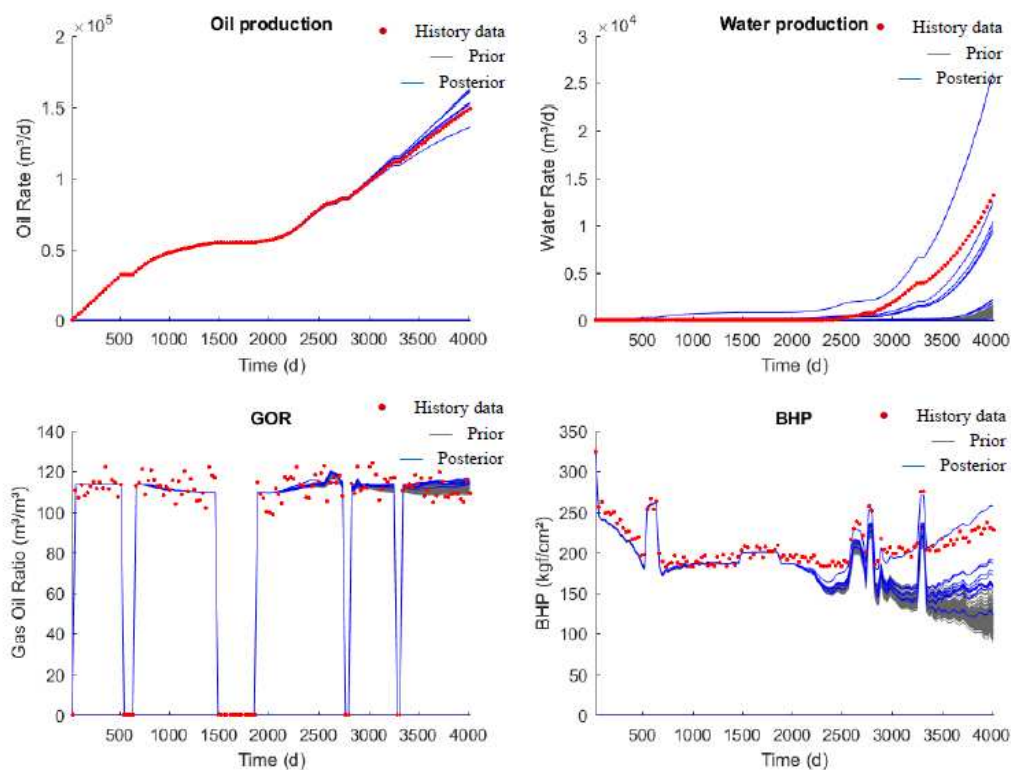 ×10⁵
Oil production
History data
Prior
Posterior
2
1.5
1
0.5
0
Oil Rate (m³/d)
500 1000 1500 2000 2500 3000 3500 4000
Time (d)
×10⁴
Water production
History data
Prior
Posterior
3
2.5
2
1.5
1
0.5
0
Water Rate (m³/d)
500 1000 1500 2000 2500 3000 3500 4000
Time (d)
GOR
History data
Prior
Posterior
140
120
100
80
60
40
20
0
Gas Oil Ratio (m³/m³)
500 1000 1500 2000 2500 3000 3500 4000
Time (d)
BHP
History data
Prior
Posterior
350
300
250
200
150
100
50
0
BHP (kgf/cm²)
500 1000 1500 2000 2500 3000 3500 4000
Time (d)